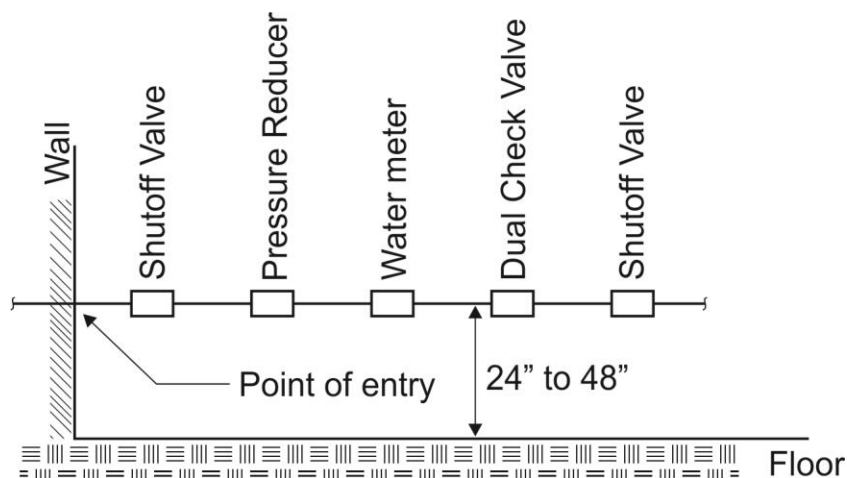 Wall
Shutoff Valve
Pressure Reducer
Water meter
Dual Check Valve
Shutoff Valve
Point of entry
24” to 48”
Floor